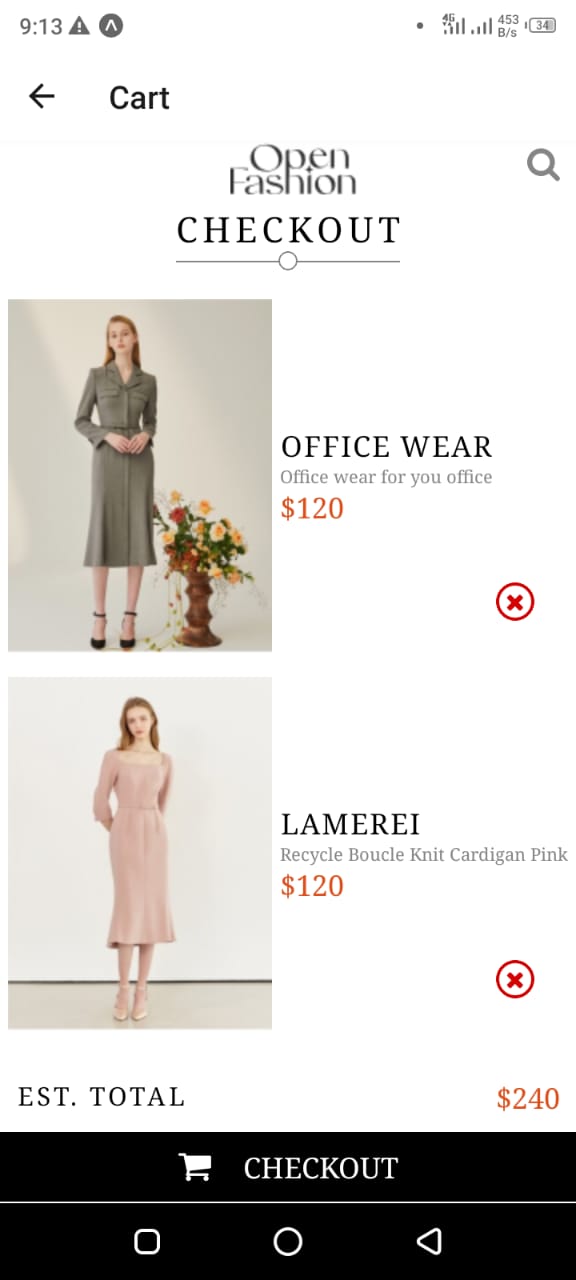 9:13
4G
453
B/s
34
Cart
Open
Fashion
CHECKOUT
OFFICE WEAR
Office wear for you office
$120
LAMEREI
Recycle Boucle Knit Cardigan Pink
$120
EST. TOTAL
$240
CHECKOUT